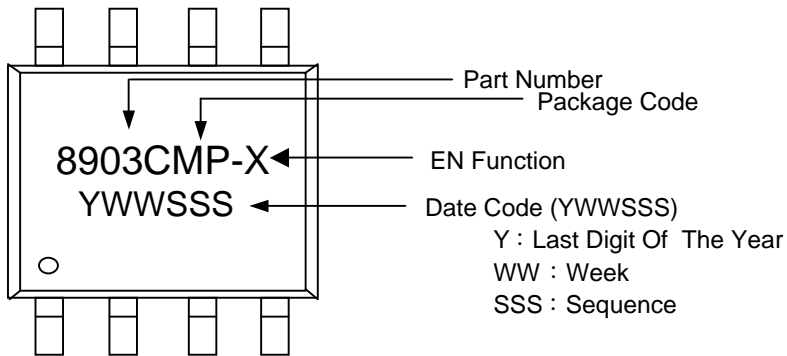 Part Number
Package Code
8903CMP-X
EN Function
YWWSSS
Date Code (YWWSSS)
Y：Last Digit Of The Year
WW：Week
SSS：Sequence